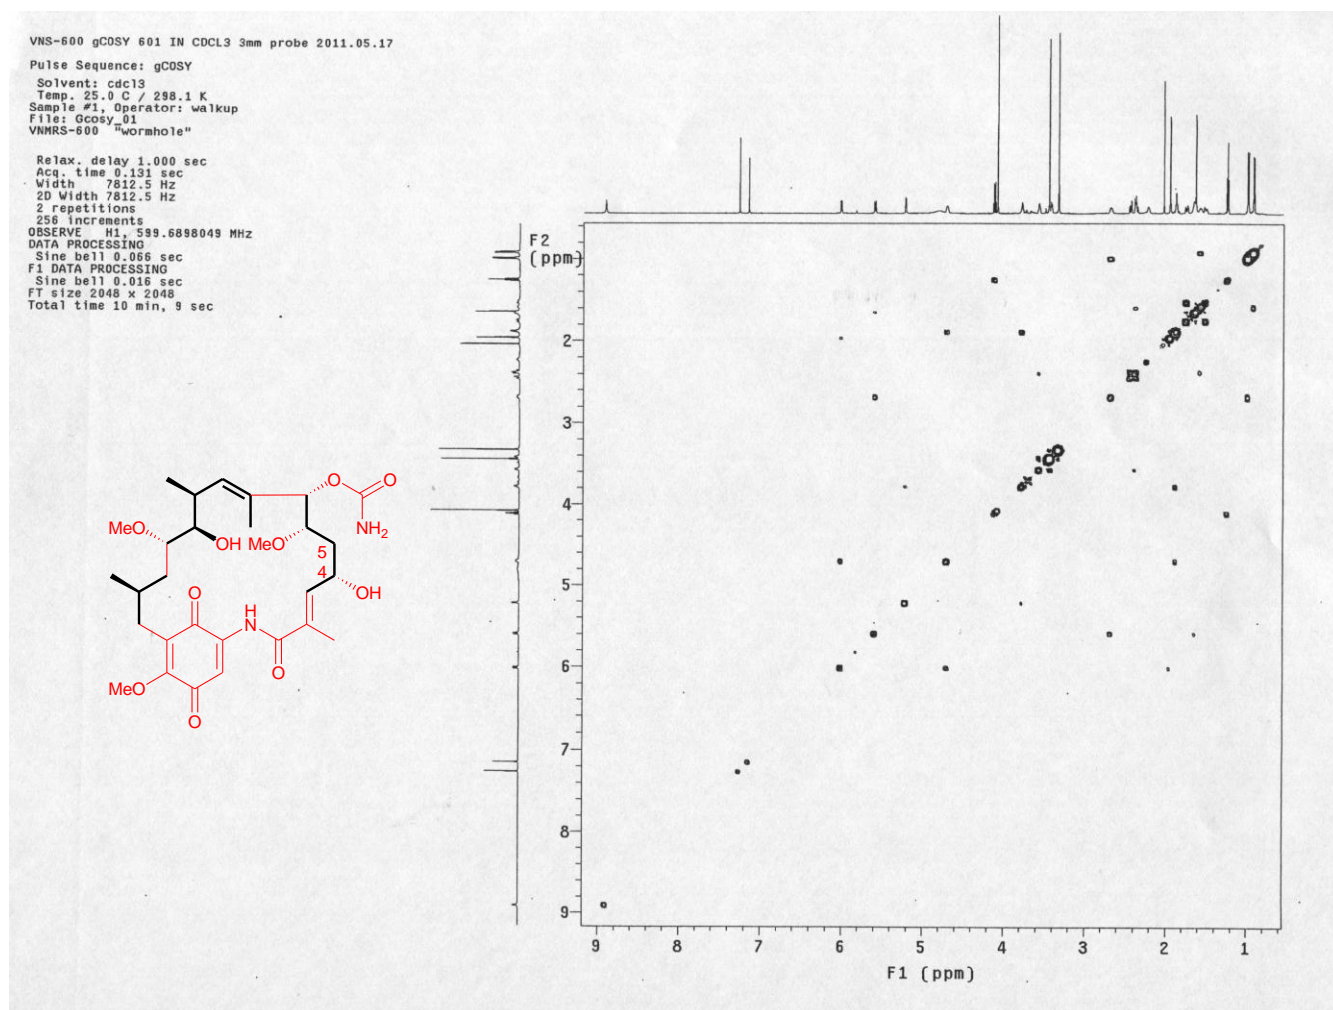 VNS-600 gCOSY 601 IN CDCL3 3mm probe 2011.05.17
Pulse Sequence: gCOSY
Solvent: cdcl3
Temp. 25.0 C / 298.1 K
Sample #1, Operator: walkup
File: Gcosy_01
VNMRS-600 "wormhole"
Relax. delay 1.000 sec
Acq. time 0.131 sec
Width 7812.5 Hz
2D Width 7812.5 Hz
2 repetitions
256 increments
OBSERVE H1, 599.6898049 MHz
DATA PROCESSING
Sine bell 0.066 sec
F1 DATA PROCESSING
Sine bell 0.016 sec
FT size 2048 x 2048
Total time 10 min, 9 sec
F2
(ppm)
2
3
4
5
6
7
8
9
9 8 7 6 5 4 3 2 1
F1 (ppm)
O O
NH2
MeO
OH
MeO
5
4
OH
O
H
N
O
MeO
O